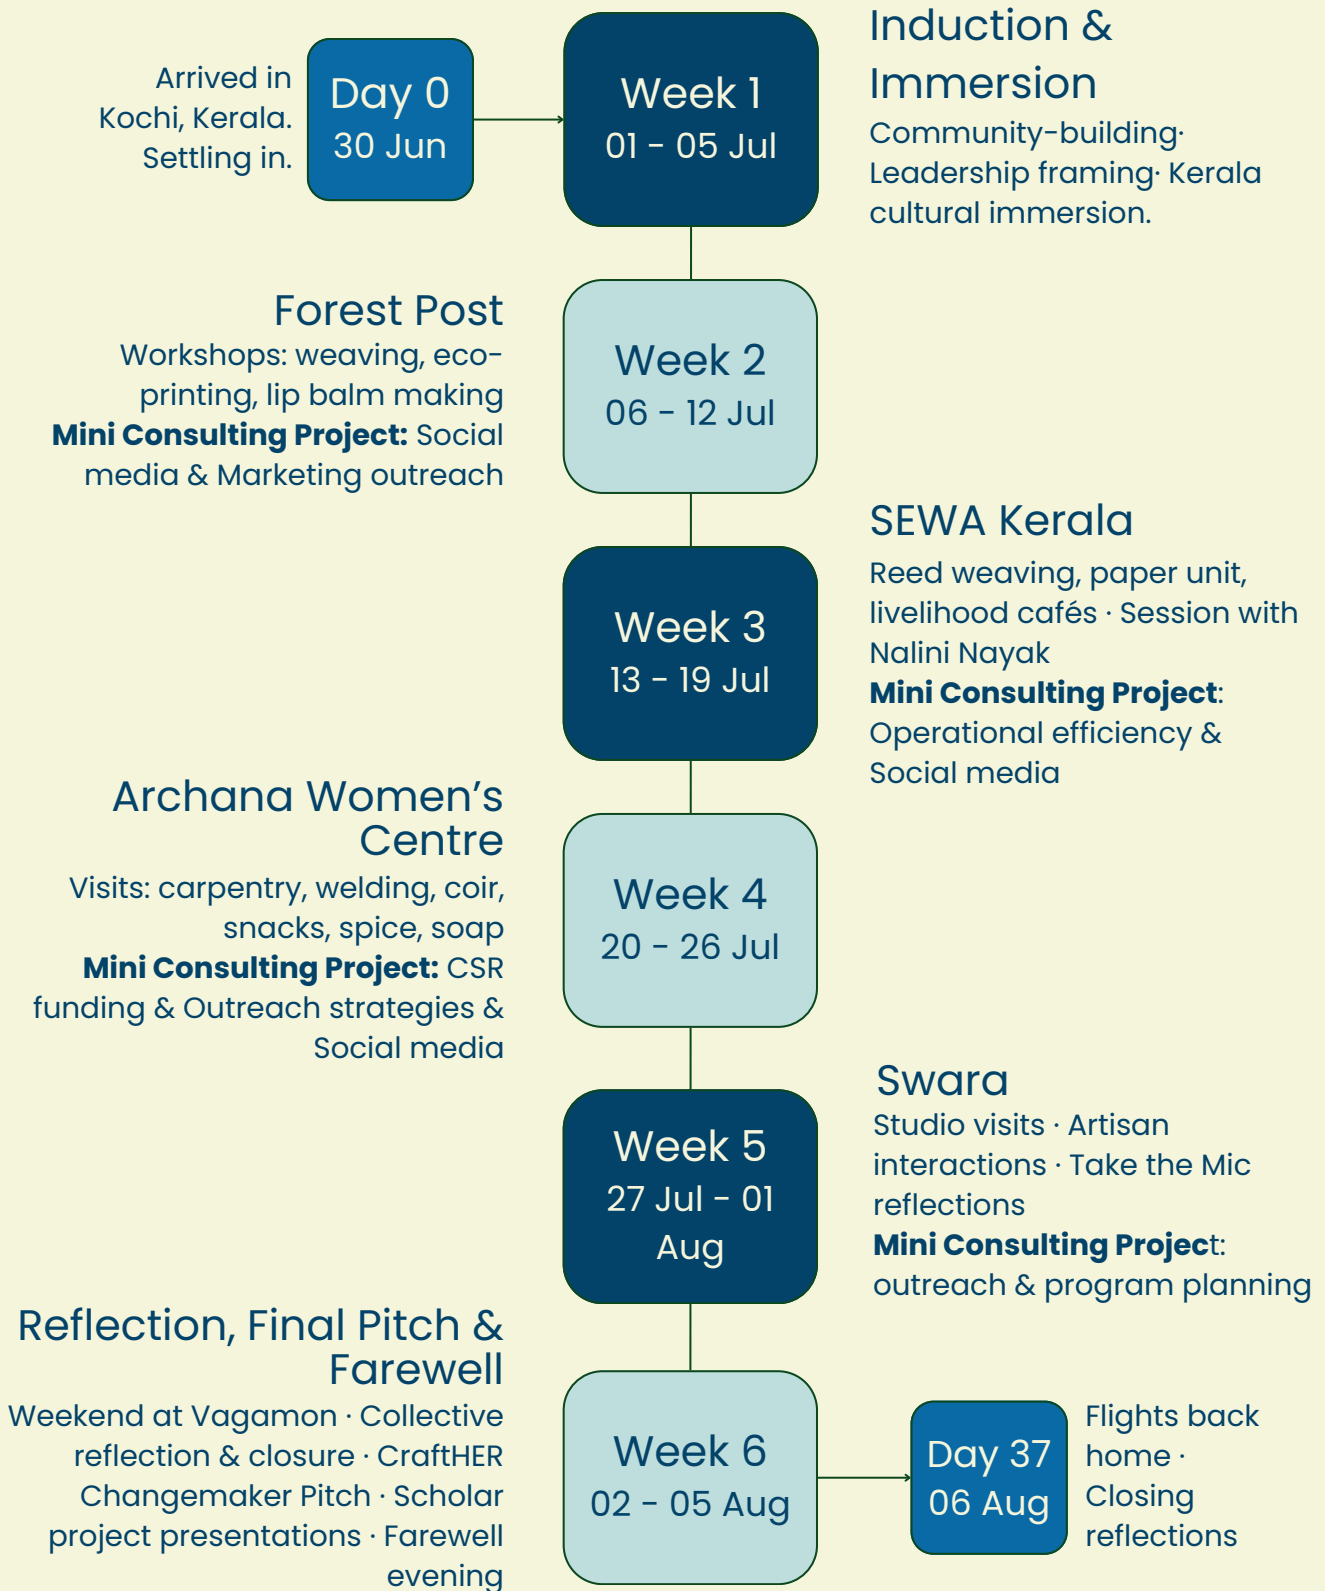 Arrived in
Kochi, Kerala.
Settling in.
Day 0
30 Jun
Week 1
01 - 05 Jul
Induction &
Immersion
Community-building·
Leadership framing· Kerala
cultural immersion.
Forest Post
Workshops: weaving, eco-
printing, lip balm making
Mini Consulting Project: Social
media & Marketing outreach
Week 2
06 - 12 Jul
Week 3
13 - 19 Jul
SEWA Kerala
Reed weaving, paper unit,
livelihood cafés · Session with
Nalini Nayak
Mini Consulting Project:
Operational efficiency &
Social media
Archana Women’s
Centre
Visits: carpentry, welding, coir,
snacks, spice, soap
Mini Consulting Project: CSR
funding & Outreach strategies &
Social media
Week 4
20 - 26 Jul
Week 5
27 Jul - 01
Aug
Swara
Studio visits · Artisan
interactions · Take the Mic
reflections
Mini Consulting Project:
outreach & program planning
Reflection, Final Pitch &
Farewell
Weekend at Vagamon · Collective
reflection & closure · CraftHER
Changemaker Pitch · Scholar
project presentations · Farewell
evening
Week 6
02 - 05 Aug
Day 37
06 Aug
Flights back
home ·
Closing
reflections